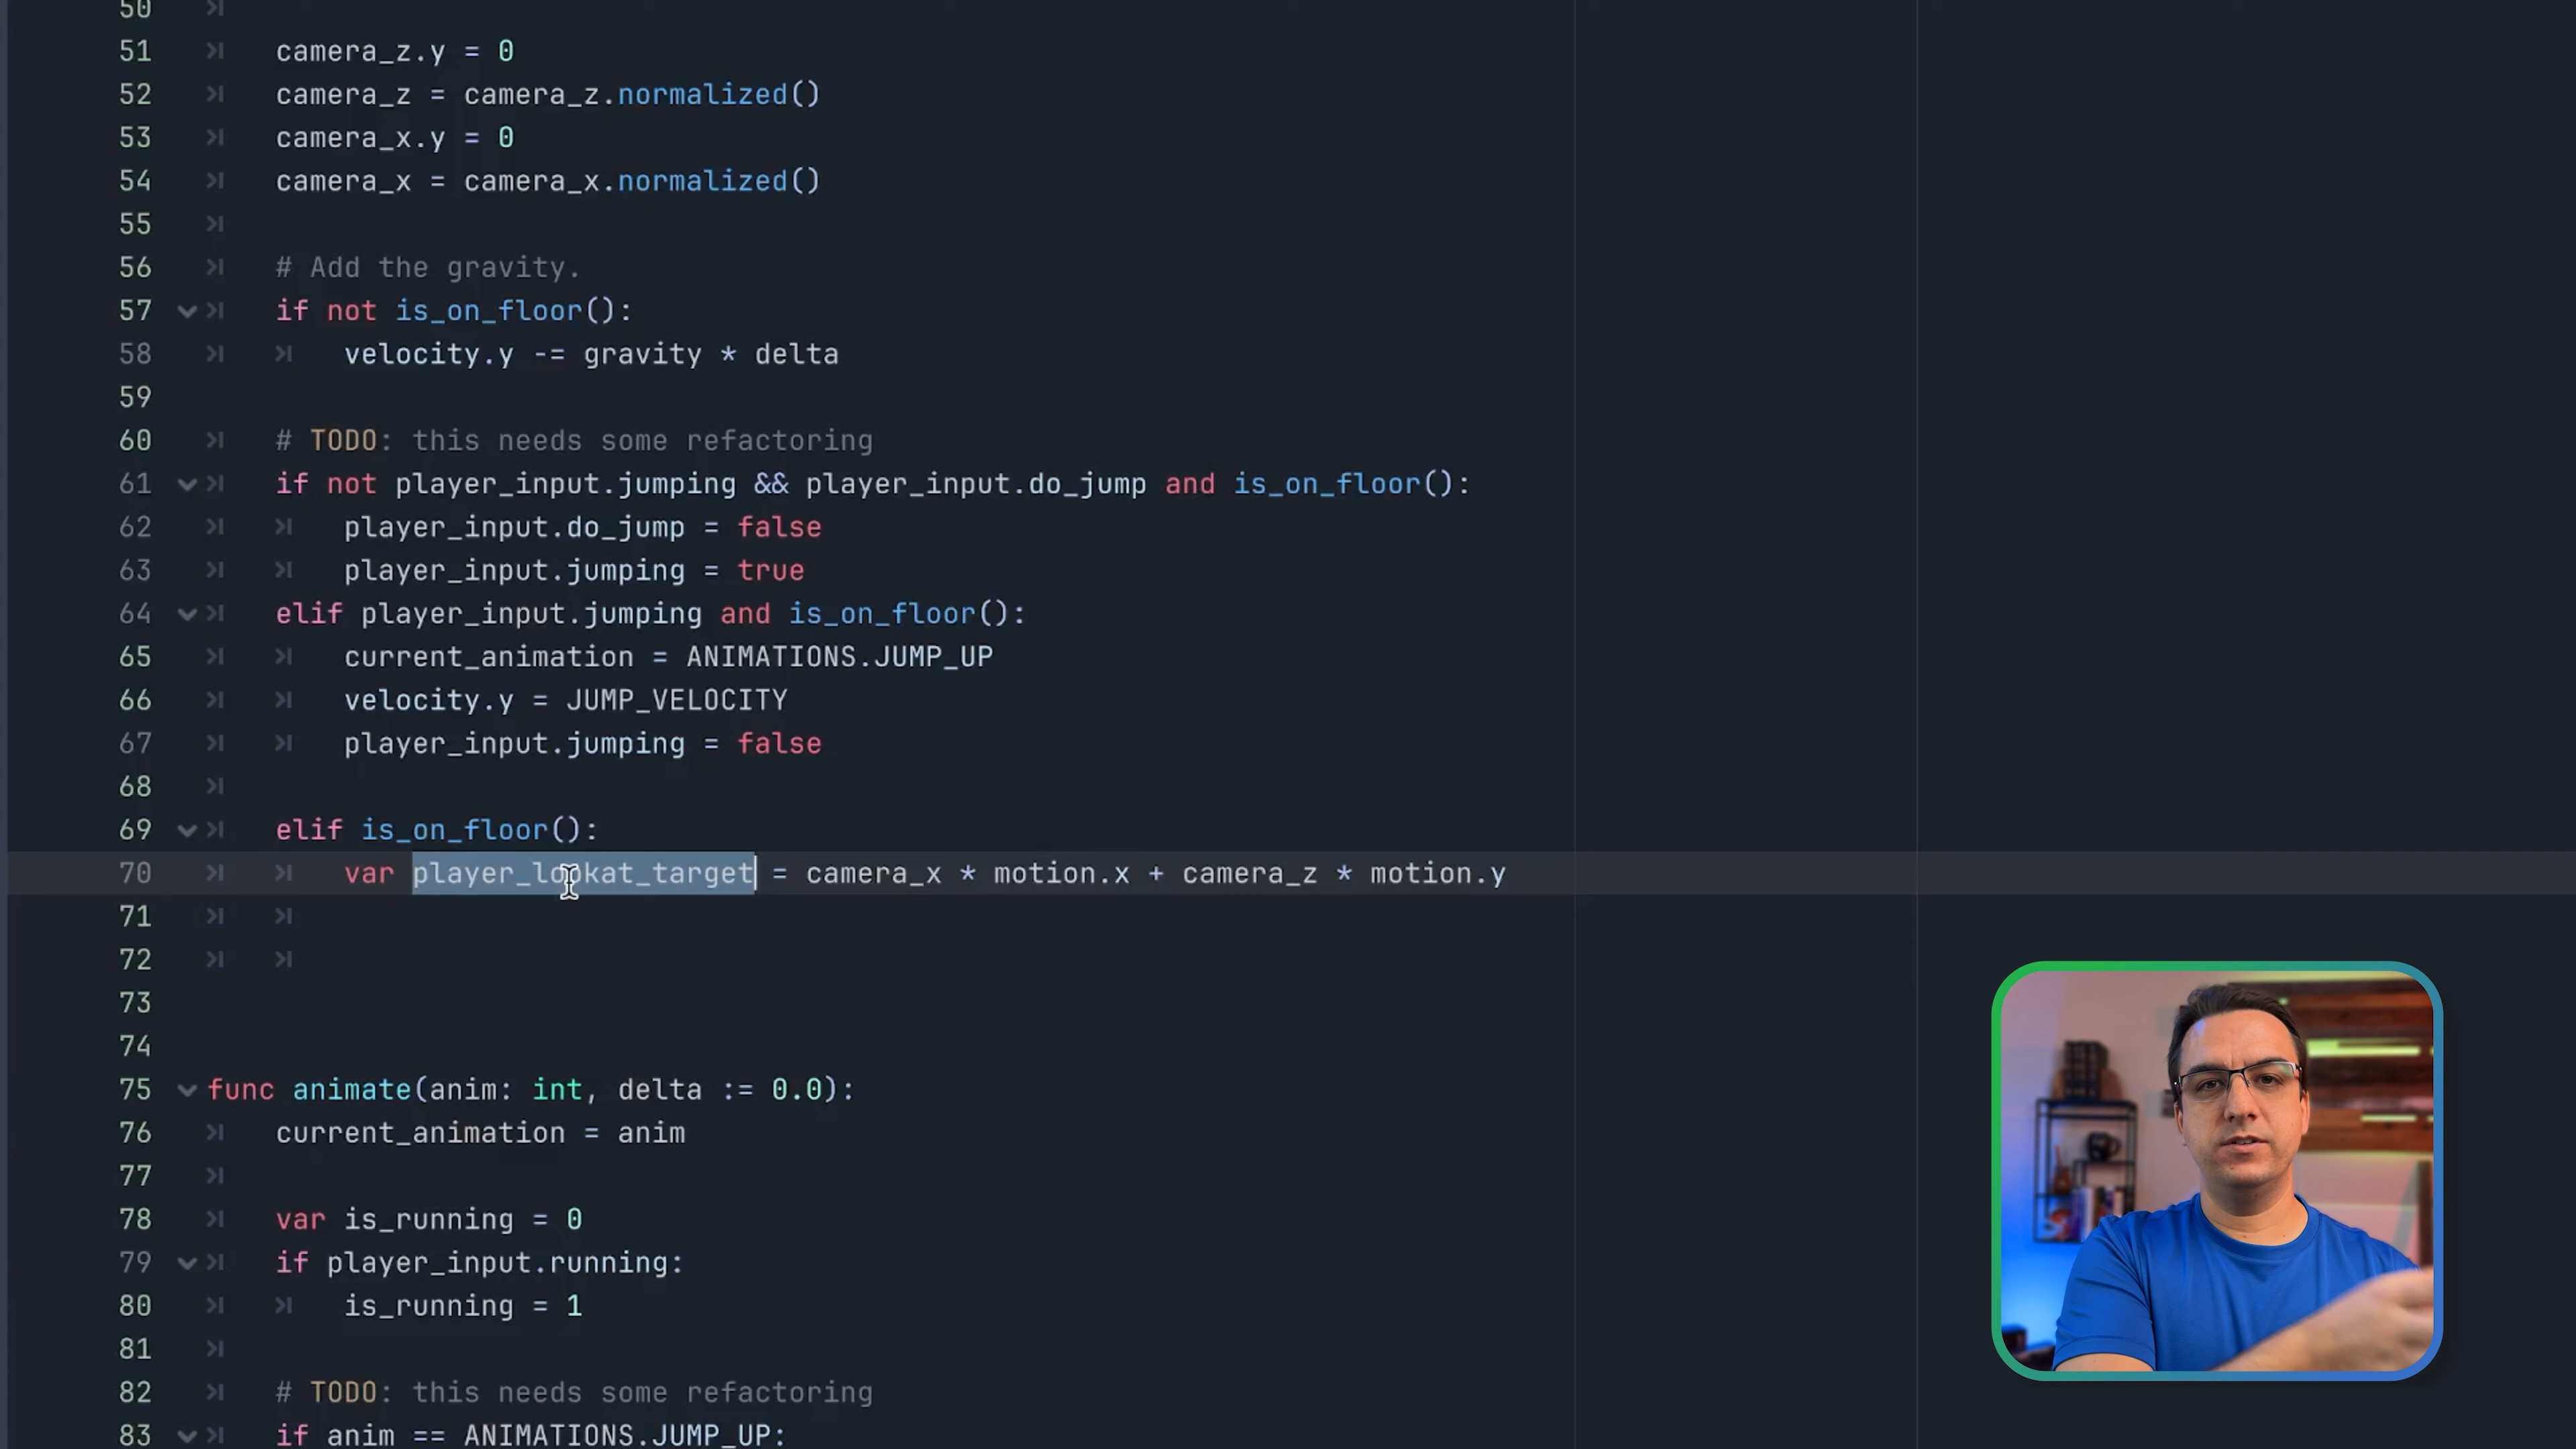 50
51 camera_z.y = 0
52 camera_z = camera_z.normalized()
53 camera_x.y = 0
54 camera_x = camera_x.normalized()
55
56 # Add the gravity.
57 if not is_on_floor():
58 velocity.y -= gravity * delta
59
60 # TODO: this needs some refactoring
61 if not player_input.jumping && player_input.do_jump and is_on_floor():
62 player_input.do_jump = false
63 player_input.jumping = true
64 elif player_input.jumping and is_on_floor():
65 current_animation = ANIMATIONS.JUMP_UP
66 velocity.y = JUMP_VELOCITY
67 player_input.jumping = false
68
69 elif is_on_floor():
70 var player_lookat_target = camera_x * motion.x + camera_z * motion.y
71
72
73
74
75 func animate(anim: int, delta := 0.0):
76 current_animation = anim
77
78 var is_running = 0
79 if player_input.running:
80 is_running = 1
81
82 # TODO: this needs some refactoring
83 if anim == ANIMATIONS.JUMP_UP: